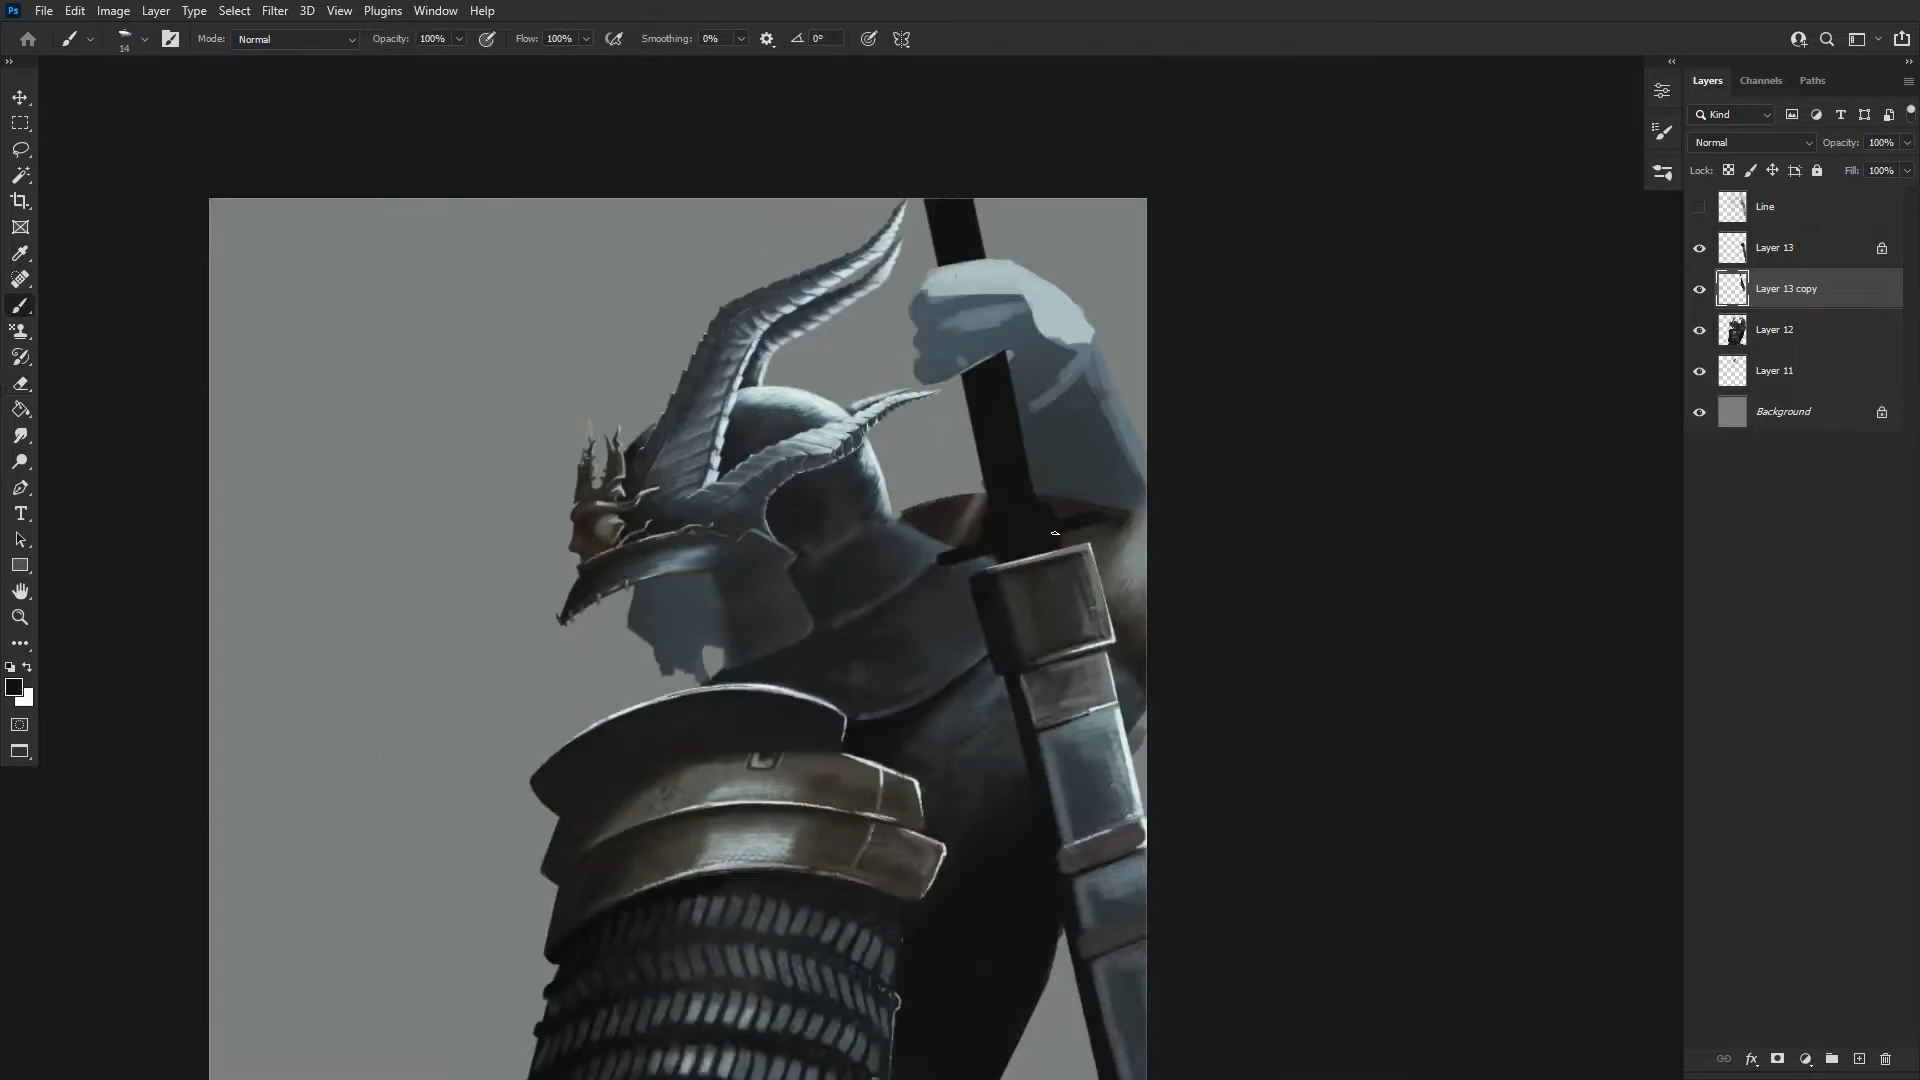 Ps File Edit Image Layer Type Select Filter 3D View Plugins Window Help
14 Mode: Normal Opacity: 100% Flow: 100% Smoothing: 0% 0°
Layers Channels Paths
Kind
Normal Opacity: 100%
Lock: Fill: 100%
Line
Layer 13
Layer 13 copy
Layer 12
Layer 11
Background